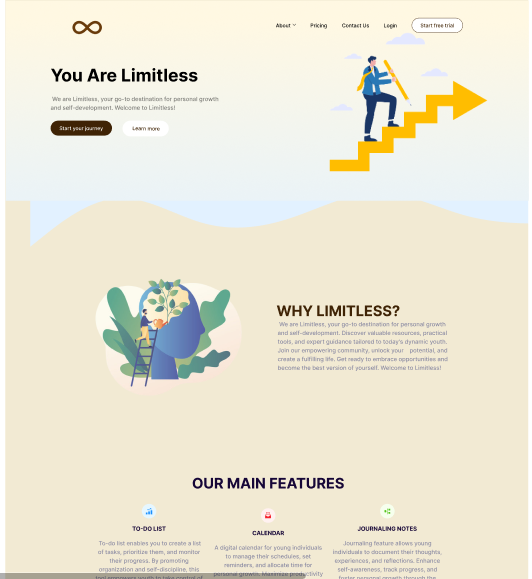 About
Pricing
Contact Us
Login
Start free trial
You Are Limitless
We are Limitless, your go-to destination for personal growth
and self-development. Welcome to Limitless!
Start your journey
Learn more
WHY LIMITLESS?
We are Limitless, your go-to destination for personal growth
and self-development. Discover valuable resources, practical
tools, and expert guidance tailored to today's dynamic youth.
Join our empowering community, unlock your potential, and
create a fulfilling life. Get ready to embrace opportunities and
become the best version of yourself. Welcome to Limitless!
OUR MAIN FEATURES
TO-DO LIST
To-do list enables you to create a list
of tasks, prioritize them, and monitor
their progress. By promoting
organization and self-discipline, this
CALENDAR
A digital calendar for young individuals
to manage their schedules, set
reminders, and allocate time for
personal growth. Maximize productivity
JOURNALING NOTES
Journaling feature allows young
individuals to document their thoughts,
experiences, and reflections. Enhance
self-awareness, track progress, and